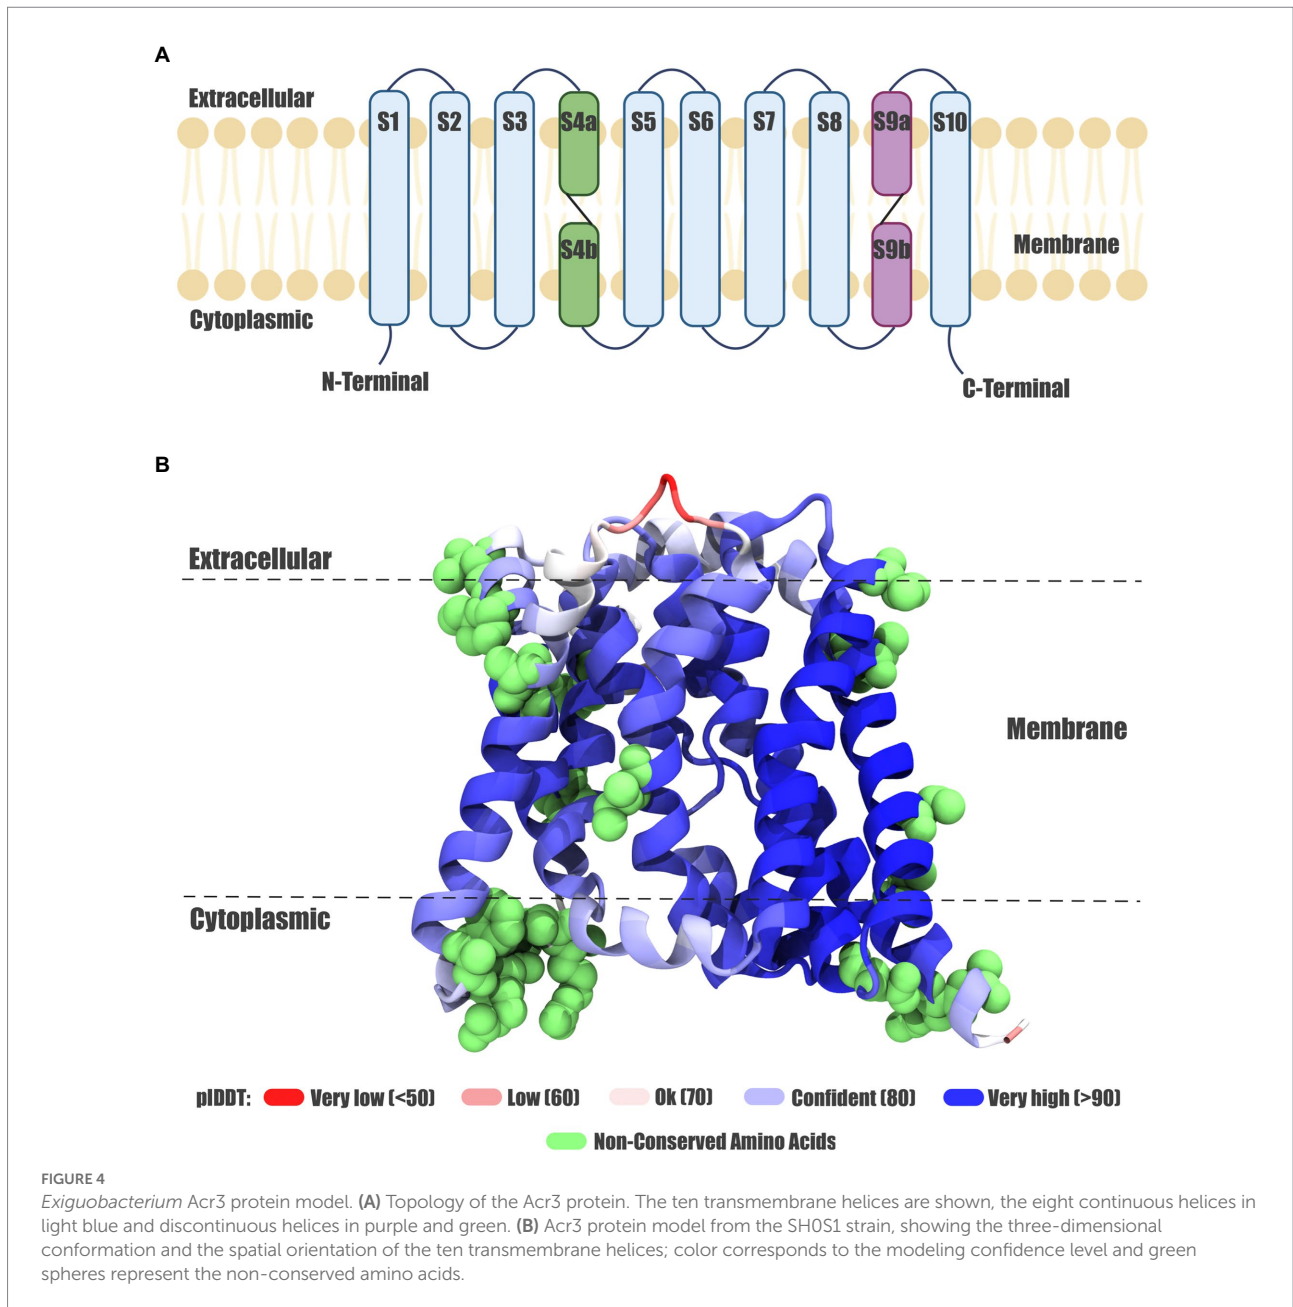 A
Extracellular
S1 S2 S3 S4a S5 S6 S7 S8 S9a S10
S4b S9b
Membrane
Cytoplasmic
N-Terminal
C-Terminal
B
Extracellular
Membrane
Cytoplasmic
plDDT: Very low (<50) Low (60) Ok (70) Confident (80) Very high (>90)
Non-Conserved Amino Acids
FIGURE 4
Exiguobacterium Acr3 protein model. (A) Topology of the Acr3 protein. The ten transmembrane helices are shown, the eight continuous helices in
light blue and discontinuous helices in purple and green. (B) Acr3 protein model from the SH0S1 strain, showing the three-dimensional
conformation and the spatial orientation of the ten transmembrane helices; color corresponds to the modeling confidence level and green
spheres represent the non-conserved amino acids.